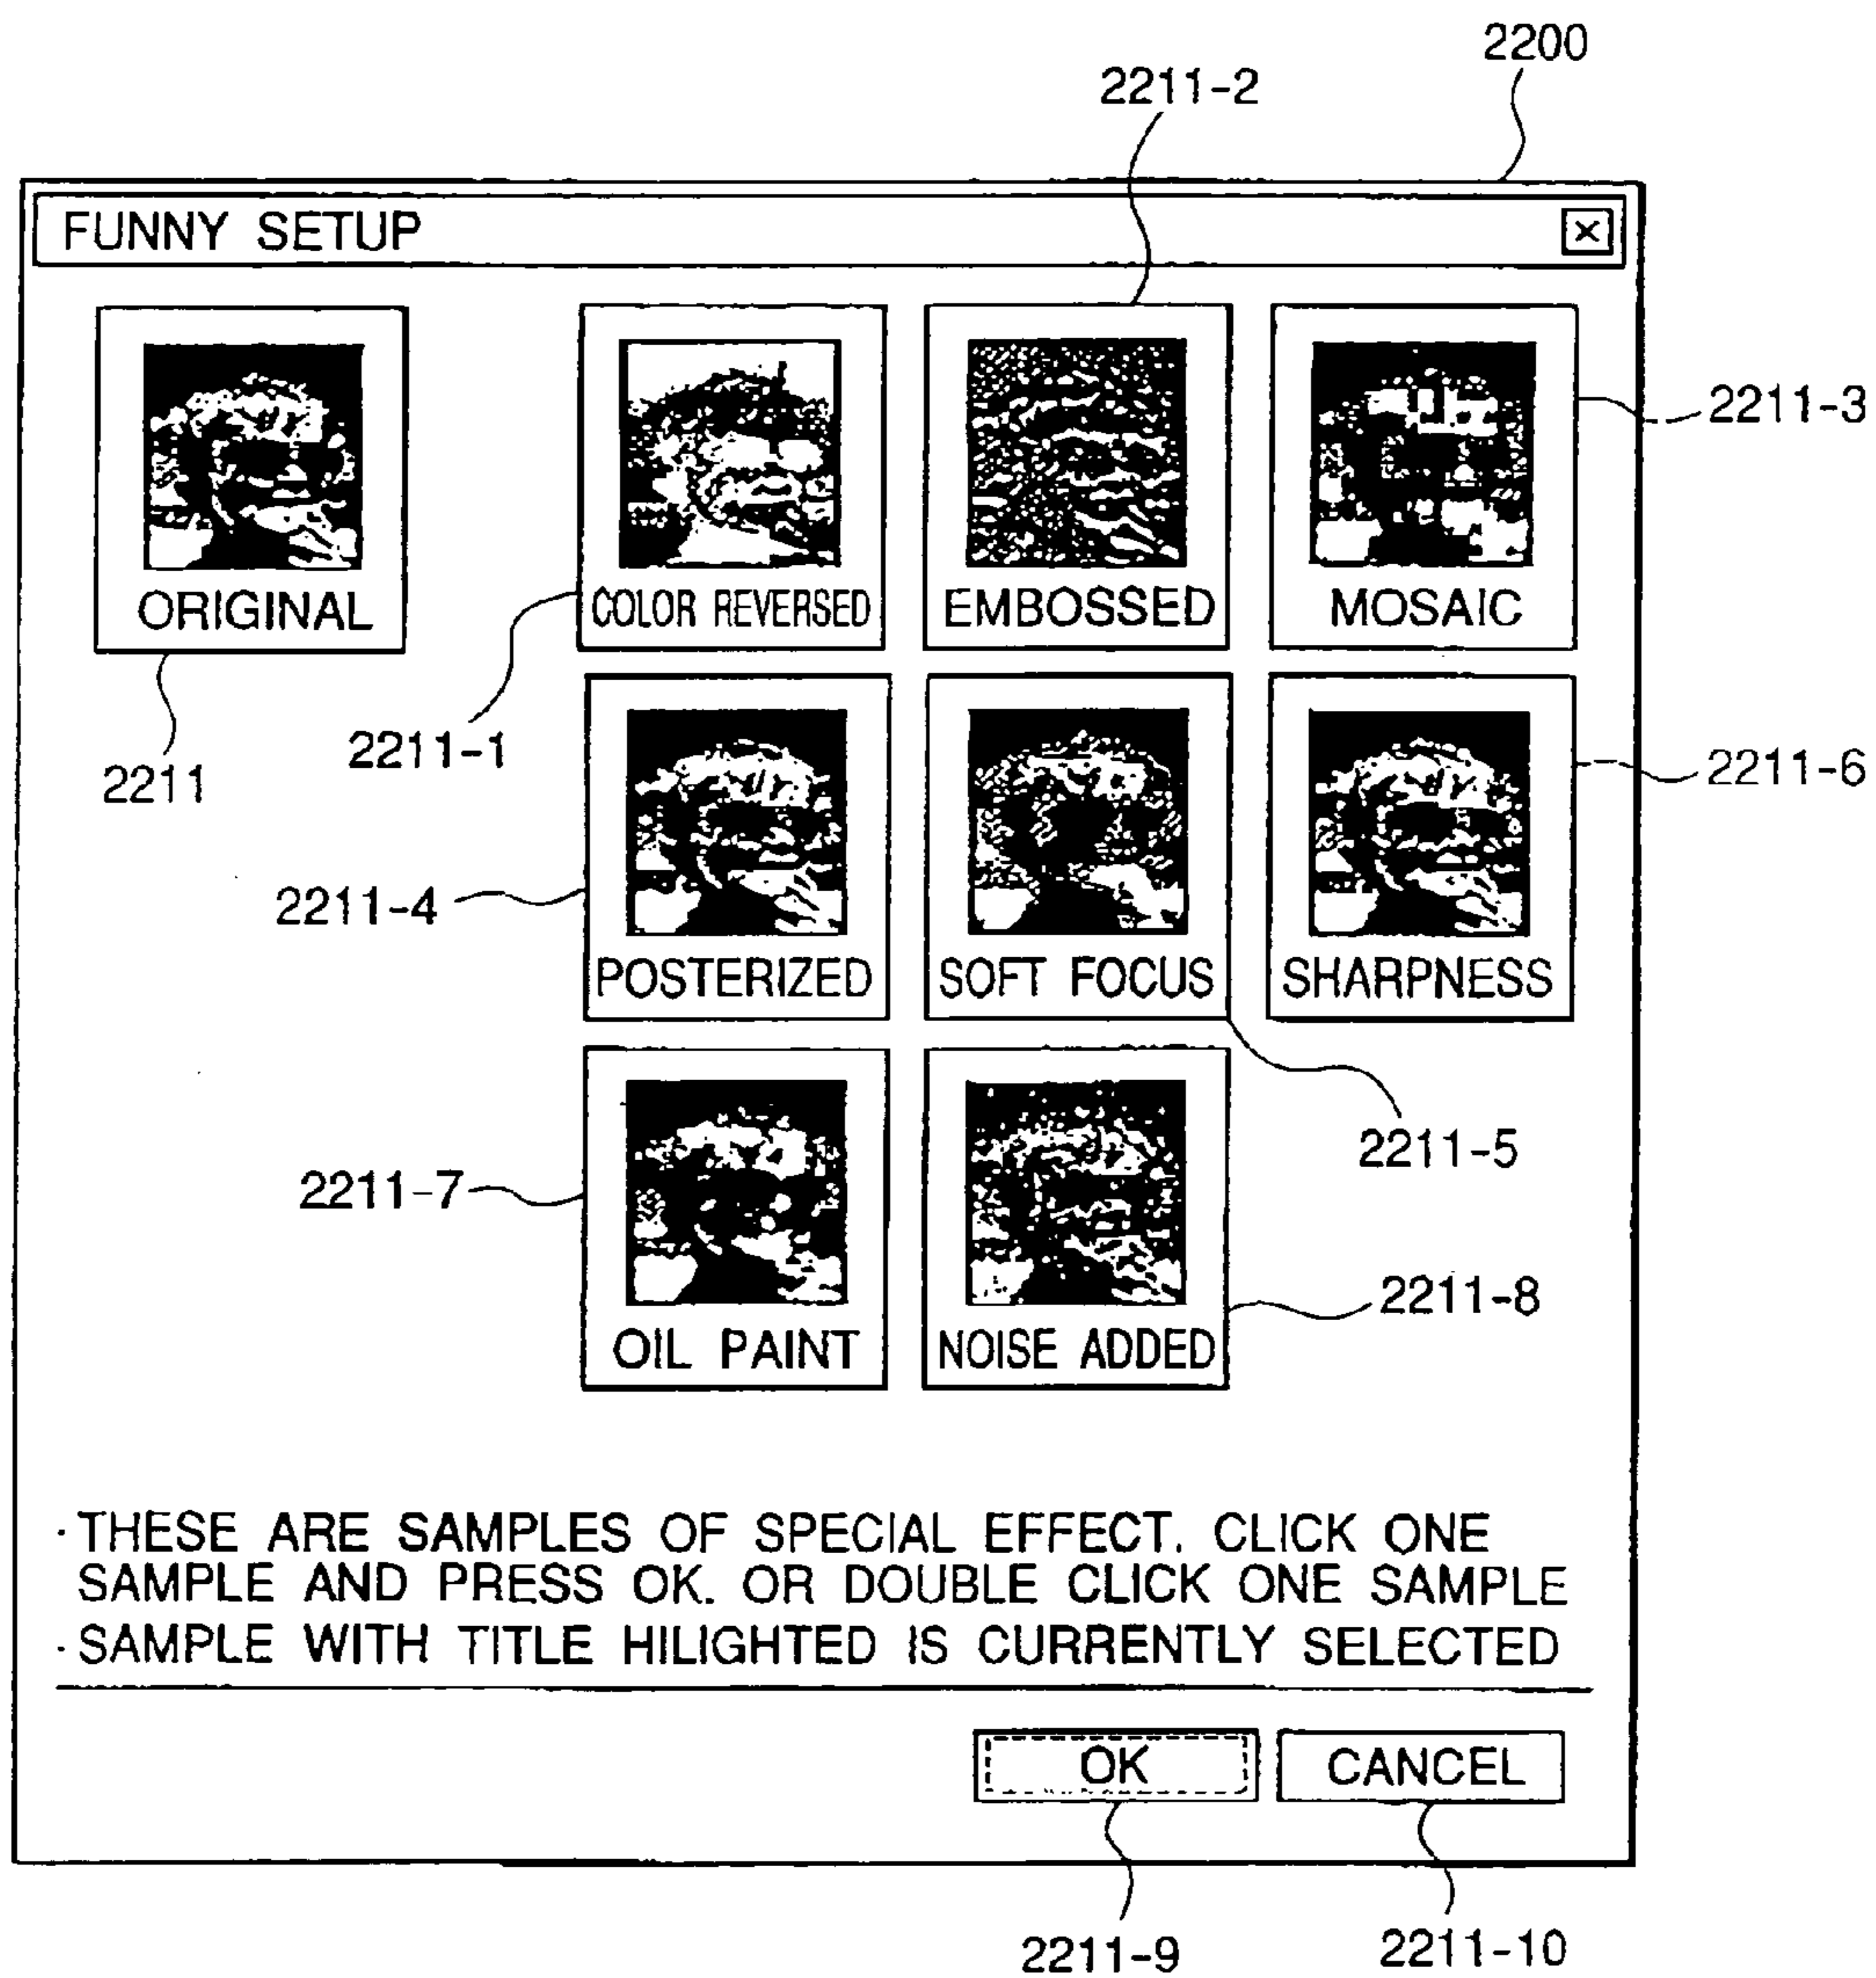 2200
2211-2
FUNNY SETUP
2211-3
ORIGINAL
COLOR REVERSED
EMBOSSED
MOSAIC
2211
2211-1
2211-6
2211-4
POSTERIZED
SOFT FOCUS
SHARPNESS
2211-5
2211-7
2211-8
OIL PAINT
NOISE ADDED
· THESE ARE SAMPLES OF SPECIAL EFFECT. CLICK ONE
SAMPLE AND PRESS OK. OR DOUBLE CLICK ONE SAMPLE
· SAMPLE WITH TITLE HILIGHTED IS CURRENTLY SELECTED
OK
CANCEL
2211-9
2211-10